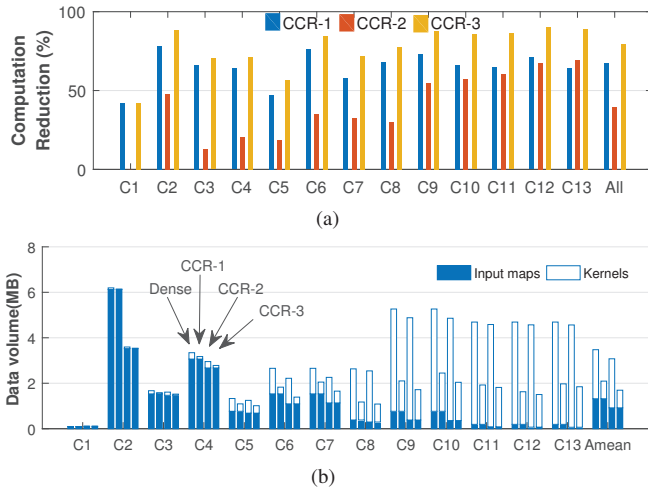 Computation
Reduction (%)
100
50
0
CCR-1 CCR-2 CCR-3
C1 C2 C3 C4 C5 C6 C7 C8 C9 C10 C11 C12 C13 All
(a)
Data volume(MB)
8
6
4
2
0
Dense
CCR-1
CCR-2
CCR-3
Input maps Kernels
C1 C2 C3 C4 C5 C6 C7 C8 C9 C10 C11 C12 C13 Amean
(b)